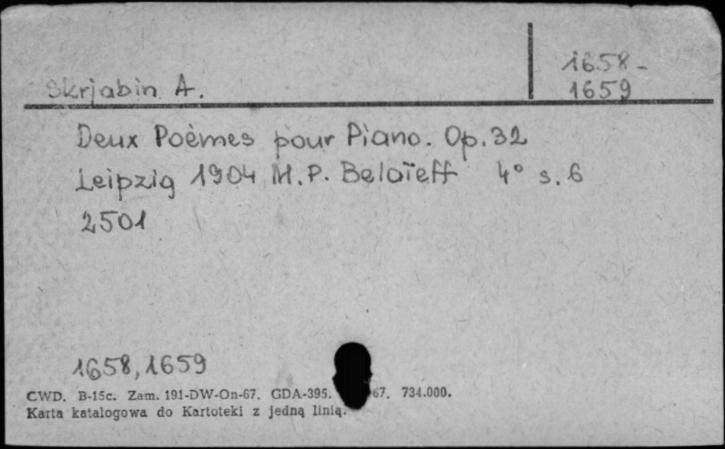 Skrjabin A.
1658-
1659
Deux Poèmes pour Piano. Op.32
Leipzig 1904 M.P. Belaïeff 4° s.6
2501
1658,1659
CWD. B-15c. Zam. 191-DW-On-67. GDA-395. 67. 734.000.
Karta katalogowa do Kartoteki z jedną linią.